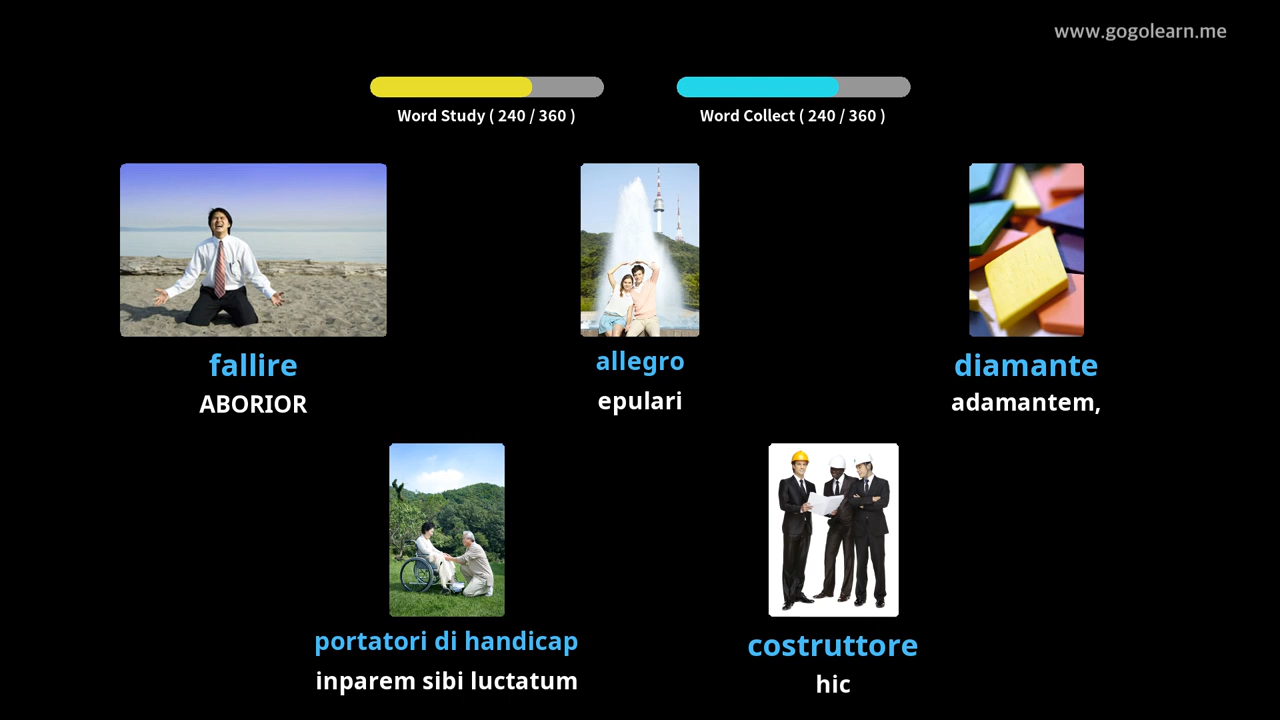 www.gogolearn.me
Word Study ( 240 / 360 )
Word Collect ( 240 / 360 )
fallire
ABORIOR
allegro
epulari
diamante
adamantem,
portatori di handicap
inparem sibi luctatum
costruttore
hic